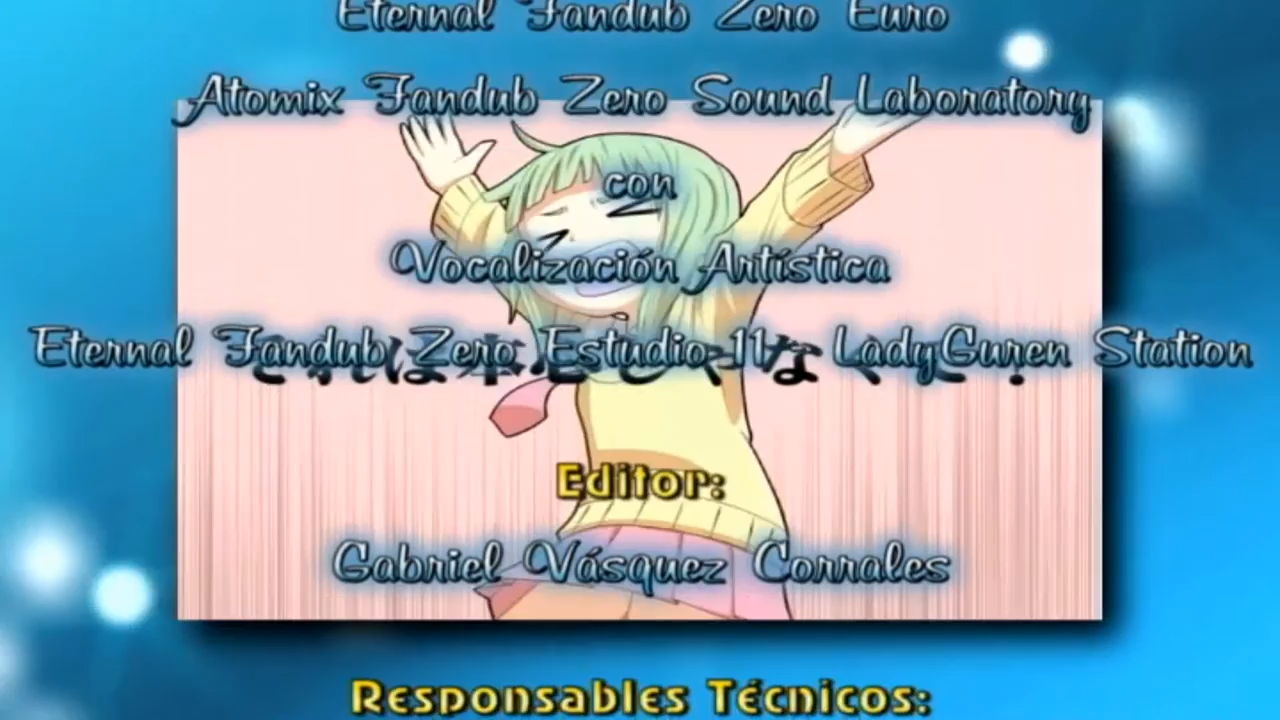 Eternal Fandub Zero Euro
Atomix Fandub Zero Sound Laboratory
con
Vocalización Artística
Eternal Fandub Zero Estudio 11 - LadyGuren Station
Editor:
Gabriel Vásquez Corrales
Responsables Técnicos: